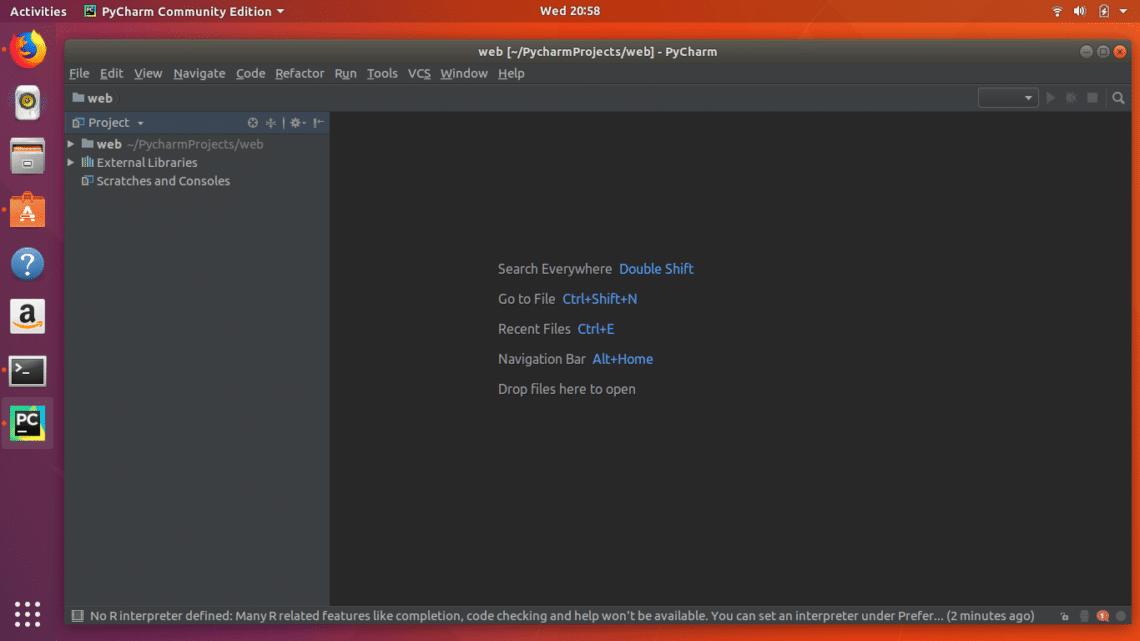 Activities PyCharm Community Edition Wed 20:58
web [~/PycharmProjects/web] - PyCharm
File Edit View Navigate Code Refactor Run Tools VCS Window Help
web
Project
web ~/PycharmProjects/web
External Libraries
Scratches and Consoles
Search Everywhere Double Shift
Go to File Ctrl+Shift+N
Recent Files Ctrl+E
Navigation Bar Alt+Home
Drop files here to open
PC
No R interpreter defined: Many R related features like completion, code checking and help won't be available. You can set an interpreter under Prefer... (2 minutes ago) 1